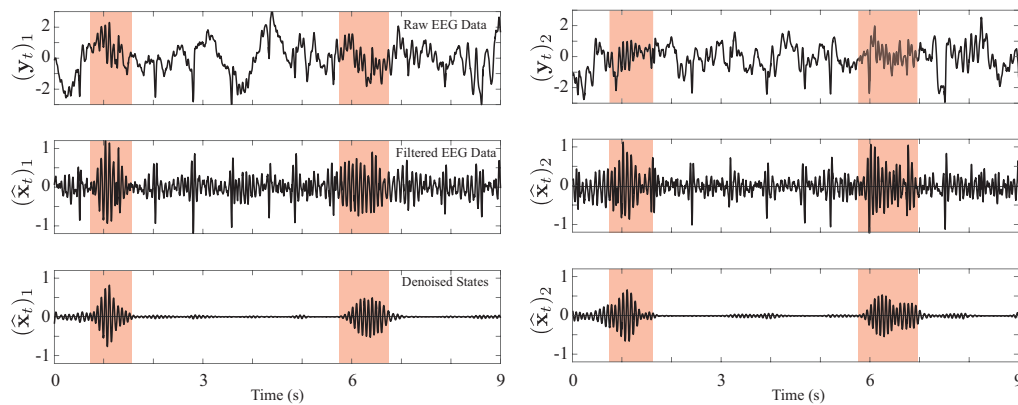 (y_t)_1
2
0
-2
Raw EEG Data
(y_t)_2
2
0
-2
(x̂_t)_1
1
0
-1
Filtered EEG Data
(x̂_t)_2
1
0
-1
(x̂_t)_1
1
0
-1
Denoised States
(x̂_t)_2
1
0
-1
0 3 6 9
Time (s)
0 3 6 9
Time (s)